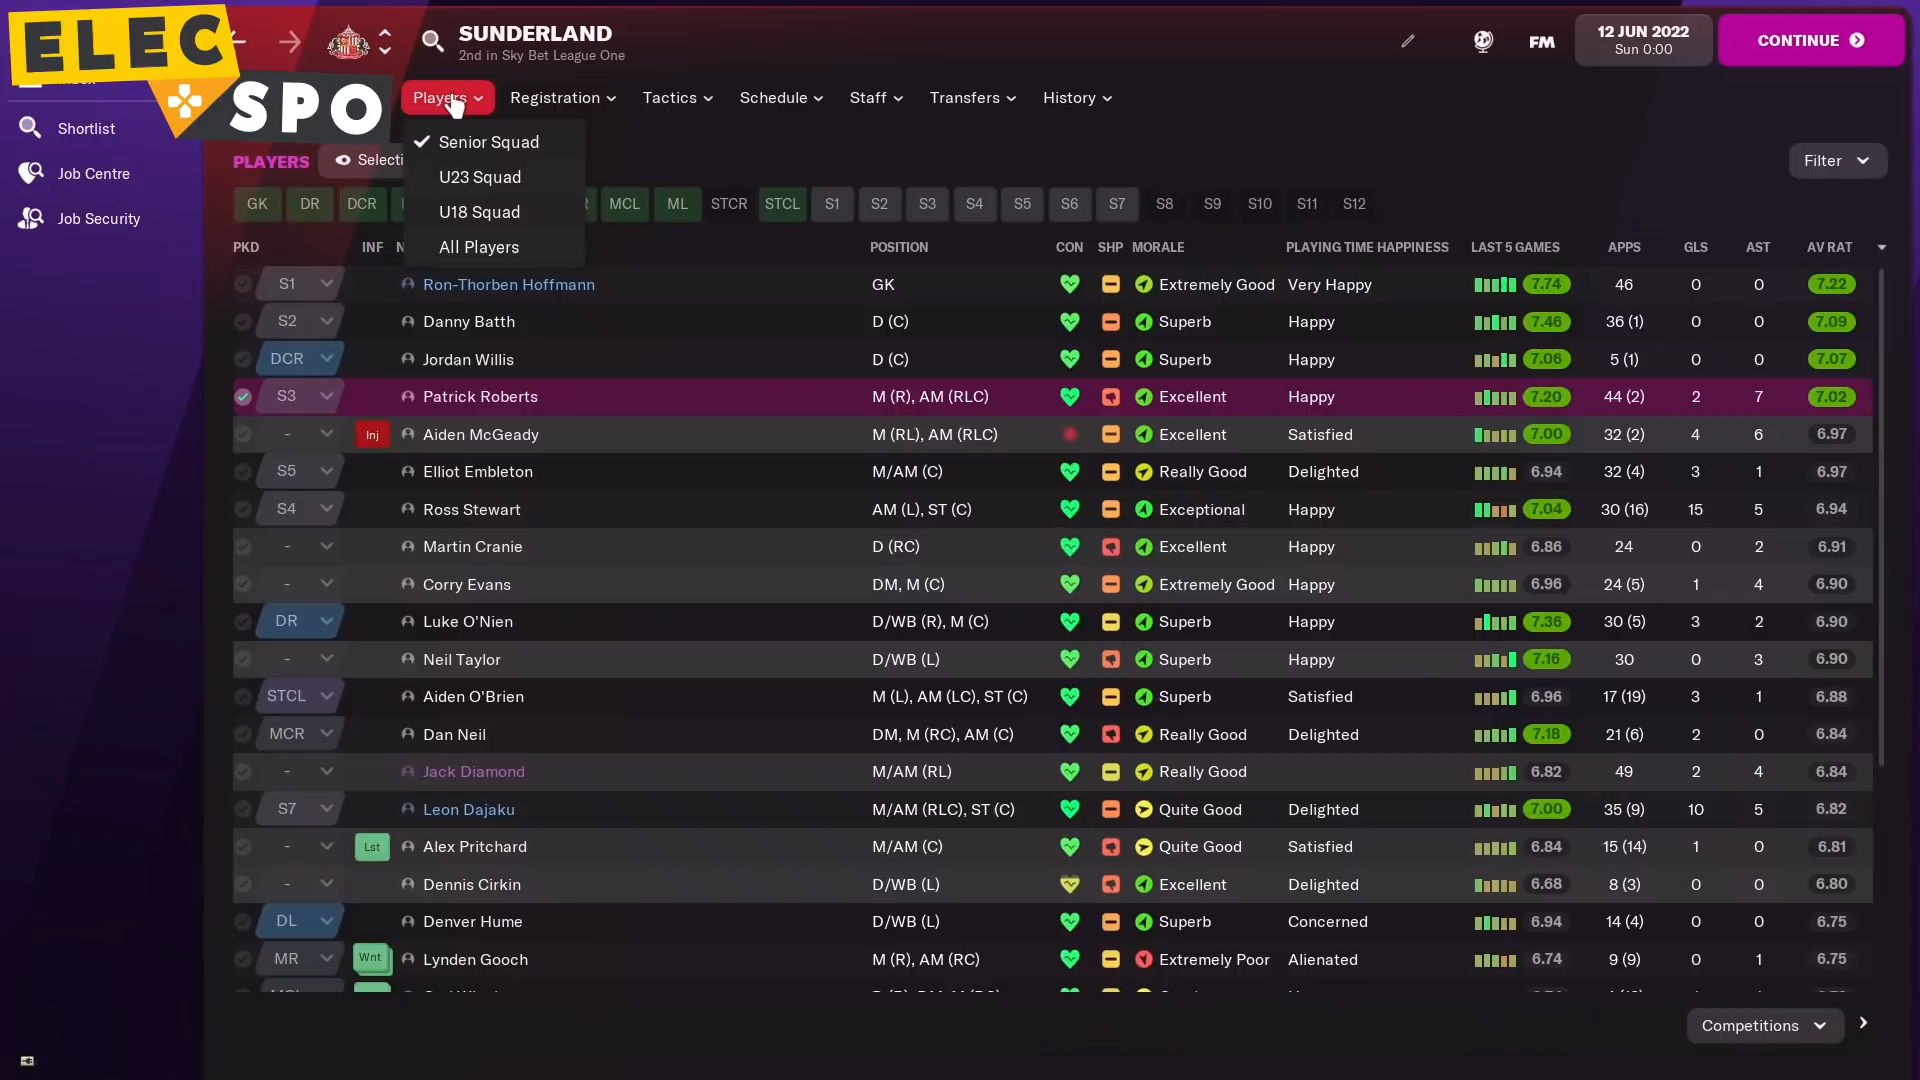 ELEC
SPO
SUNDERLAND
2nd in Sky Bet League One
FM
12 JUN 2022
Sun 0:00
CONTINUE
Shortlist
Job Centre
Job Security
Players Registration Tactics Schedule Staff Transfers History
Senior Squad
U23 Squad
U18 Squad
All Players
PLAYERS Selecti Filter
GK DR DCR MCL ML STCR STCL S1 S2 S3 S4 S5 S6 S7 S8 S9 S10 S11 S12
PKD INF N POSITION CON SHP MORALE PLAYING TIME HAPPINESS LAST 5 GAMES APPS GLS AST AV RAT
S1 Ron-Thorben Hoffmann GK Extremely Good Very Happy 7.74 46 0 0 7.22
S2 Danny Batth D (C) Superb Happy 7.46 36 (1) 0 0 7.09
DCR Jordan Willis D (C) Superb Happy 7.06 5 (1) 0 0 7.07
S3 Patrick Roberts M (R), AM (RLC) Excellent Happy 7.20 44 (2) 2 7 7.02
- Inj Aiden McGeady M (RL), AM (RLC) Excellent Satisfied 7.00 32 (2) 4 6 6.97
S5 Elliot Embleton M/AM (C) Really Good Delighted 6.94 32 (4) 3 1 6.97
S4 Ross Stewart AM (L), ST (C) Exceptional Happy 7.04 30 (16) 15 5 6.94
- Martin Cranie D (RC) Excellent Happy 6.86 24 0 2 6.91
- Corry Evans DM, M (C) Extremely Good Happy 6.96 24 (5) 1 4 6.90
DR Luke O'Nien D/WB (R), M (C) Superb Happy 7.36 30 (5) 3 2 6.90
- Neil Taylor D/WB (L) Superb Happy 7.16 30 0 3 6.90
STCL Aiden O'Brien M (L), AM (LC), ST (C) Superb Satisfied 6.96 17 (19) 3 1 6.88
MCR Dan Neil DM, M (RC), AM (C) Really Good Delighted 7.18 21 (6) 2 0 6.84
- Jack Diamond M/AM (RL) Really Good 6.82 49 2 4 6.84
S7 Leon Dajaku M/AM (RLC), ST (C) Quite Good Delighted 7.00 35 (9) 10 5 6.82
- Lst Alex Pritchard M/AM (C) Quite Good Satisfied 6.84 15 (14) 1 0 6.81
- Dennis Cirkin D/WB (L) Excellent Delighted 6.68 8 (3) 0 0 6.80
DL Denver Hume D/WB (L) Superb Concerned 6.94 14 (4) 0 0 6.75
MR Wnt Lynden Gooch M (R), AM (RC) Extremely Poor Alienated 6.74 9 (9) 0 1 6.75
Competitions